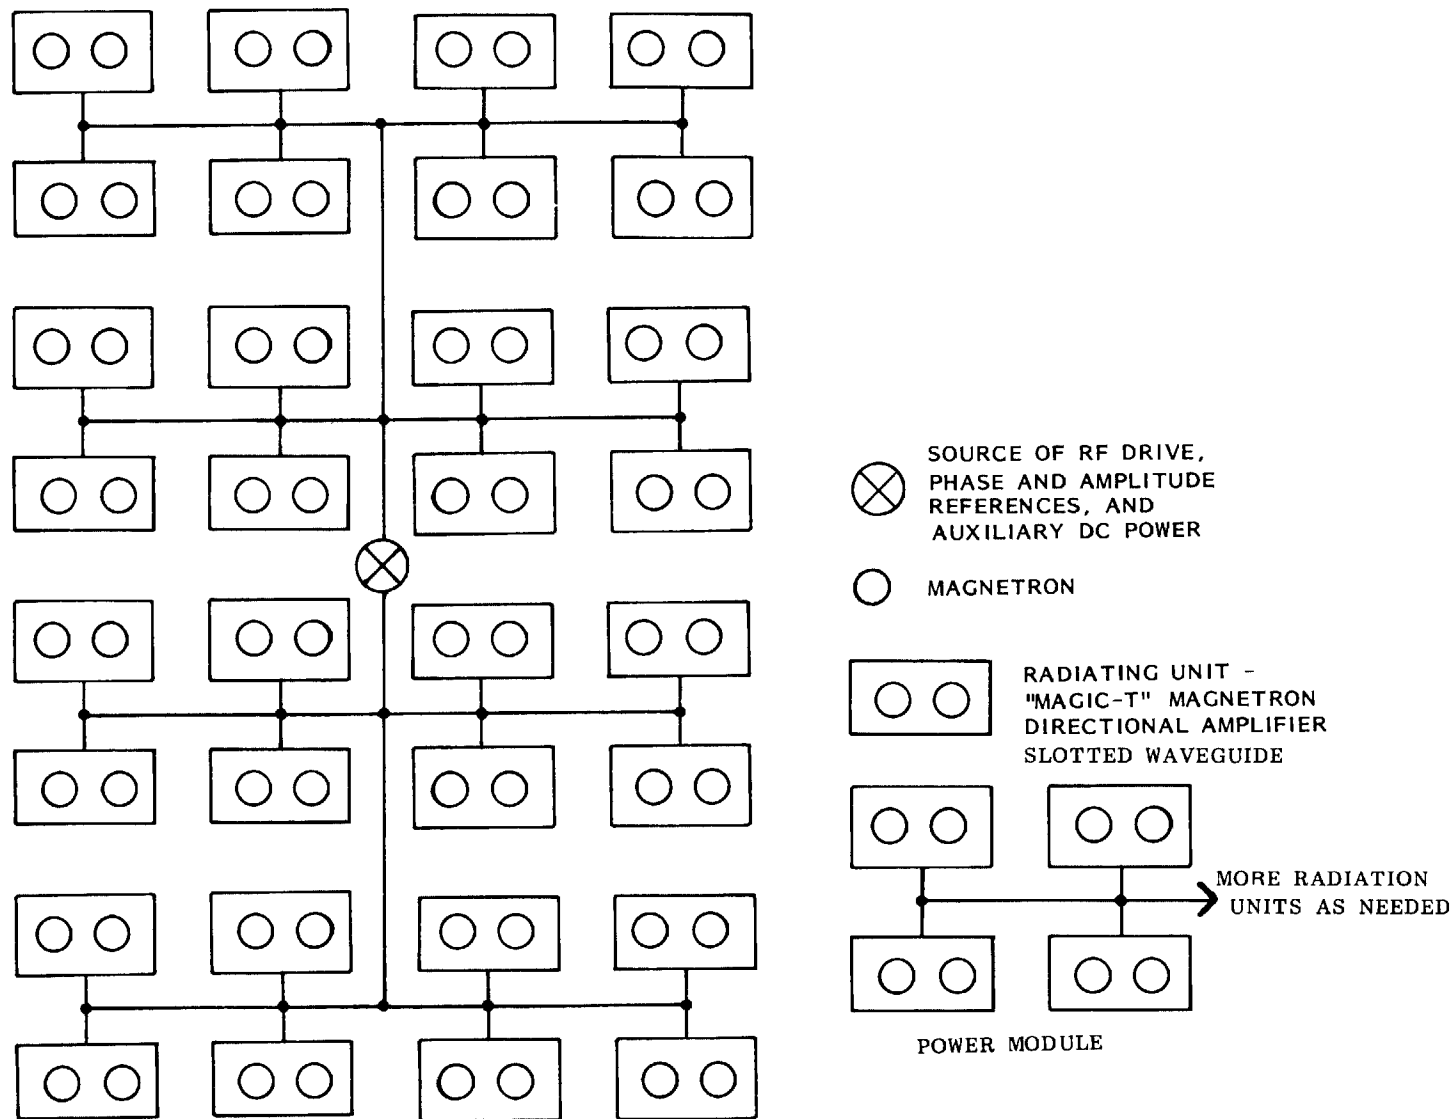 SOURCE OF RF DRIVE,
PHASE AND AMPLITUDE
REFERENCES, AND
AUXILIARY DC POWER
MAGNETRON
RADIATING UNIT -
"MAGIC-T" MAGNETRON
DIRECTIONAL AMPLIFIER
SLOTTED WAVEGUIDE
MORE RADIATION
UNITS AS NEEDED
POWER MODULE